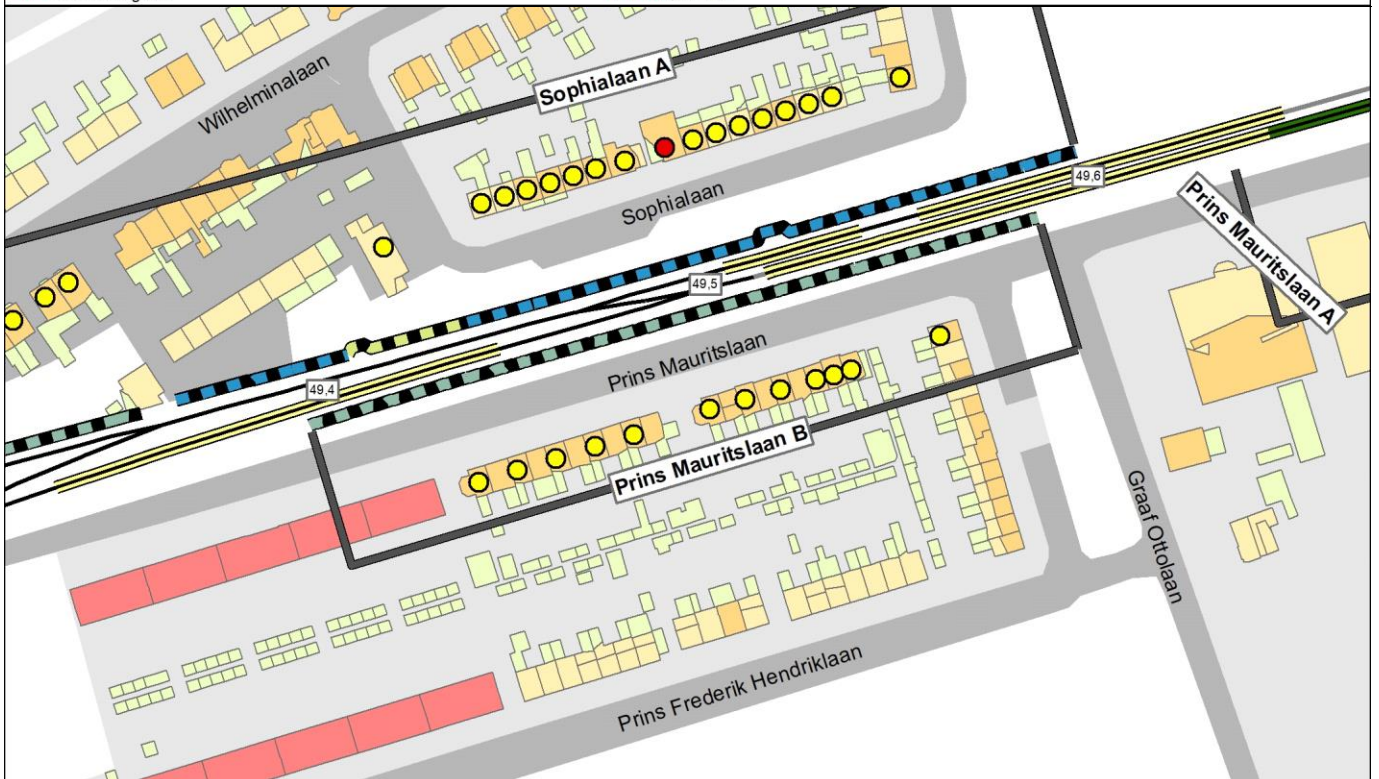 Wilhelminalaan
Sophialaan A
Sophialaan
49,6
Prins Mauritslaan A
49,5
Prins Mauritslaan
49,4
Prins Mauritslaan B
Graaf Ottolaan
Prins Frederik Hendriklaan